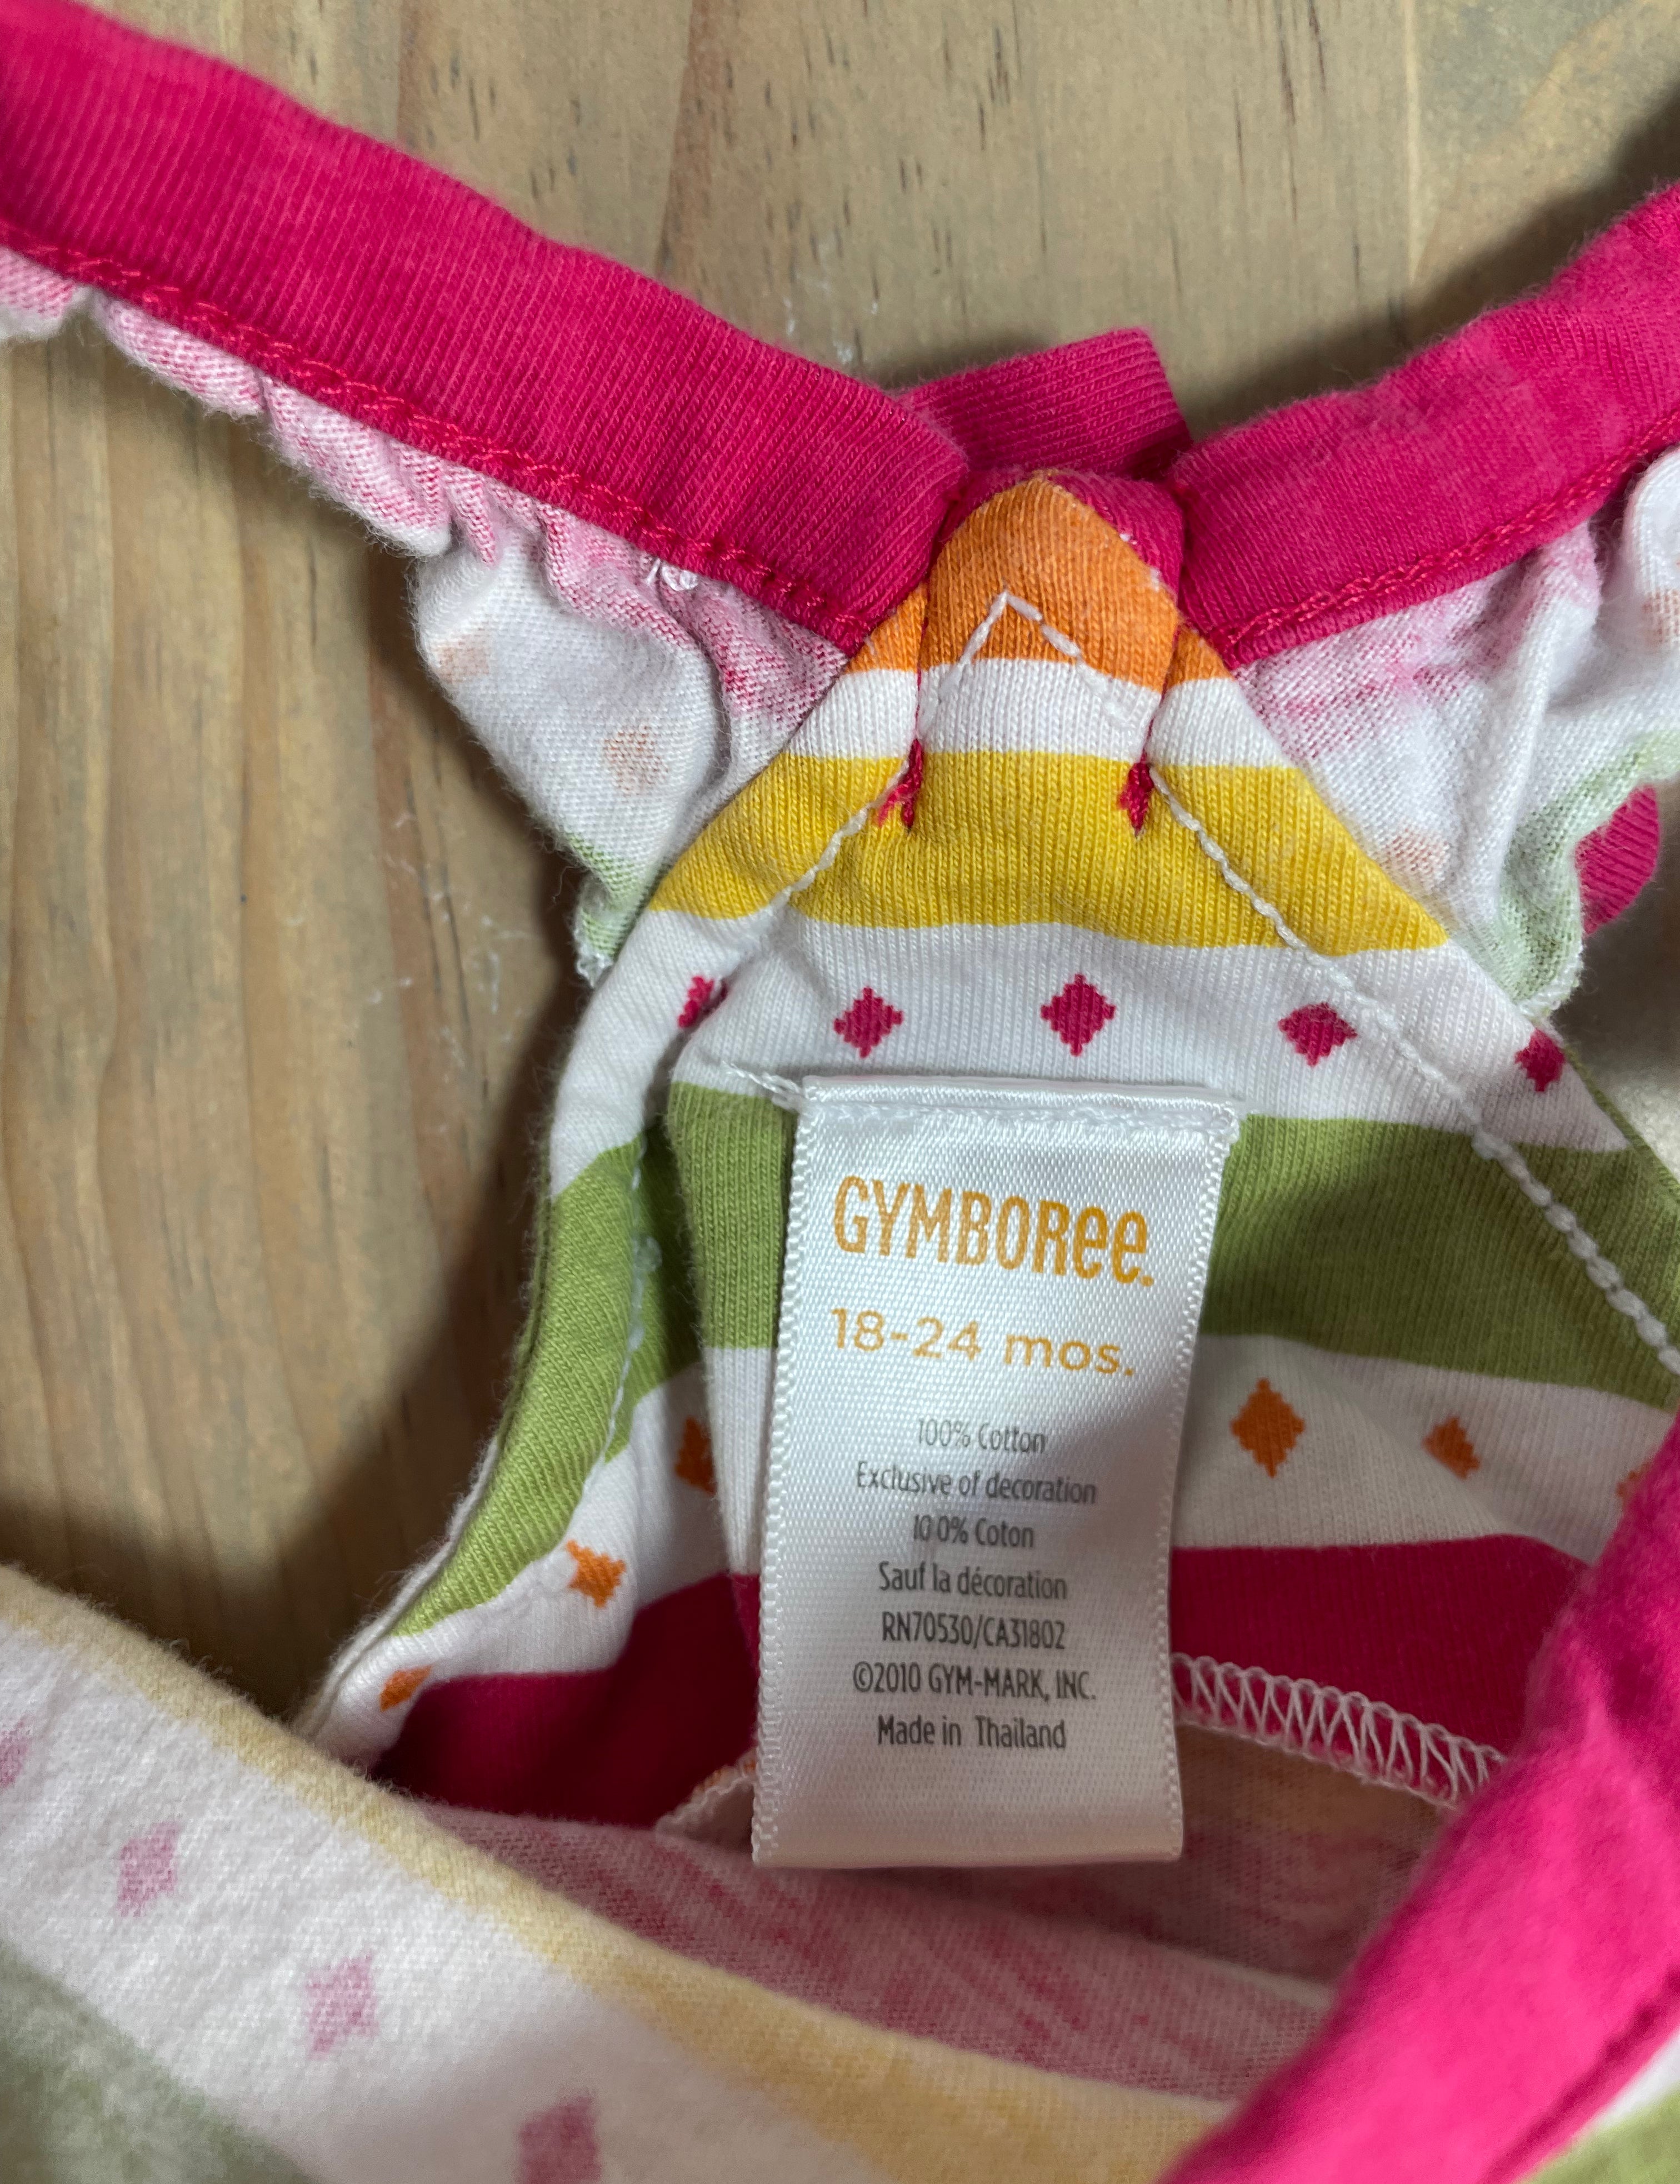 GYMBOREE.
18-24 mos.
100% Cotton
Exclusive of decoration
100% Coton
Sauf la décoration
RN70530/CA31802
©2010 GYM-MARK, INC.
Made in Thailand